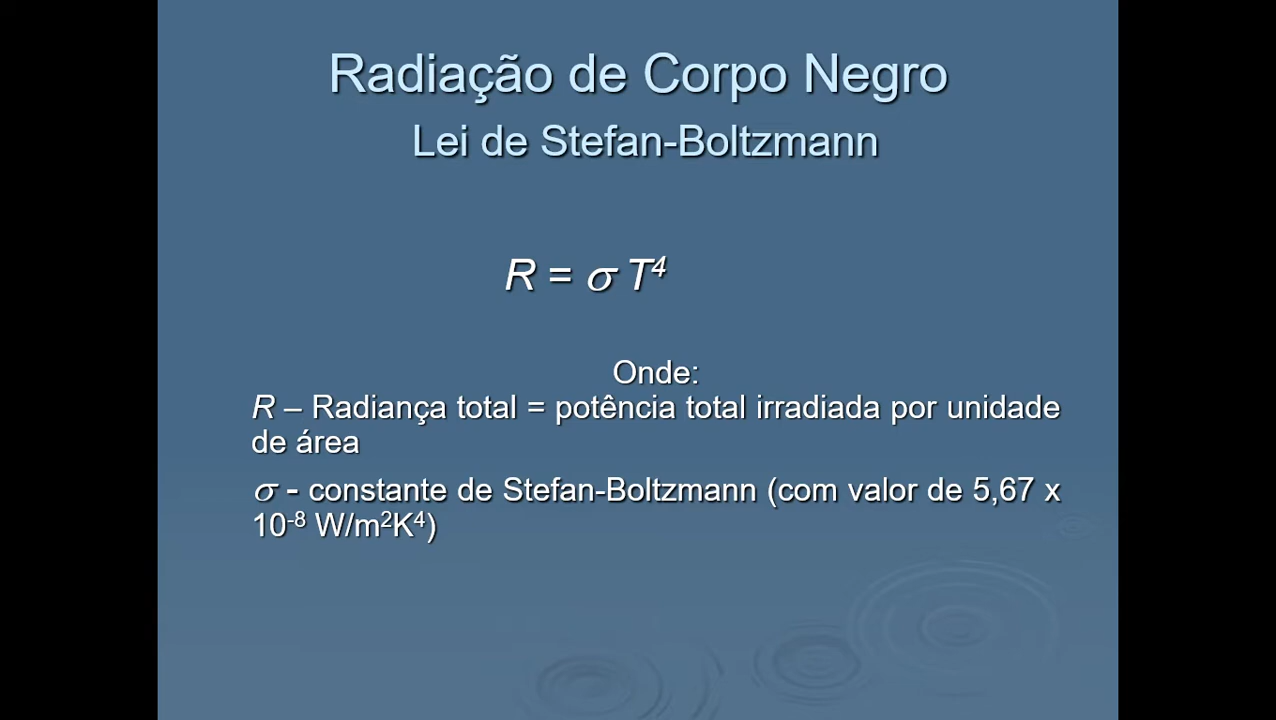 Radiação de Corpo Negro
Lei de Stefan-Boltzmann
R = σ T⁴
Onde:
R – Radiança total = potência total irradiada por unidade
de área
σ - constante de Stefan-Boltzmann (com valor de 5,67 x
10⁻⁸ W/m²K⁴)